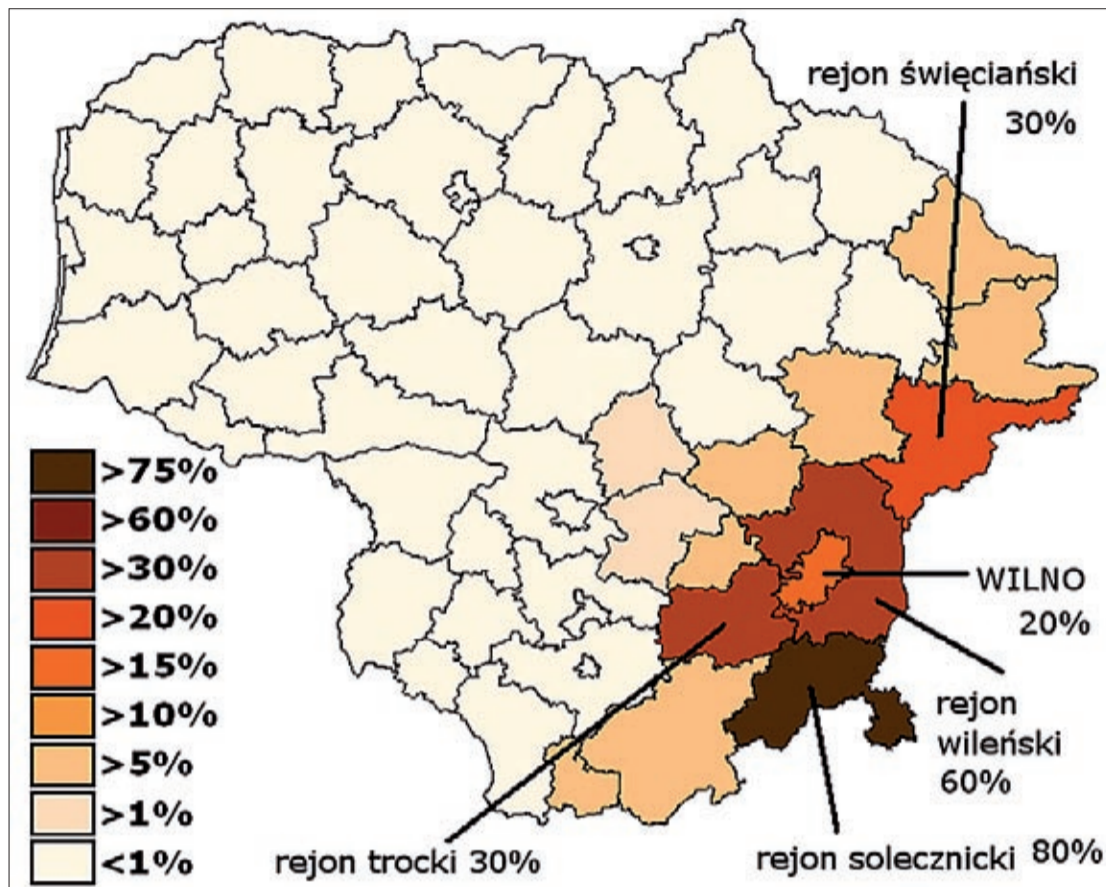 rejon święciański
30%
>75%
>60%
>30%
>20%
>15%
>10%
>5%
>1%
<1%
WILNO
20%
rejon
wileński
60%
rejon trocki 30%
rejon solecznicki 80%